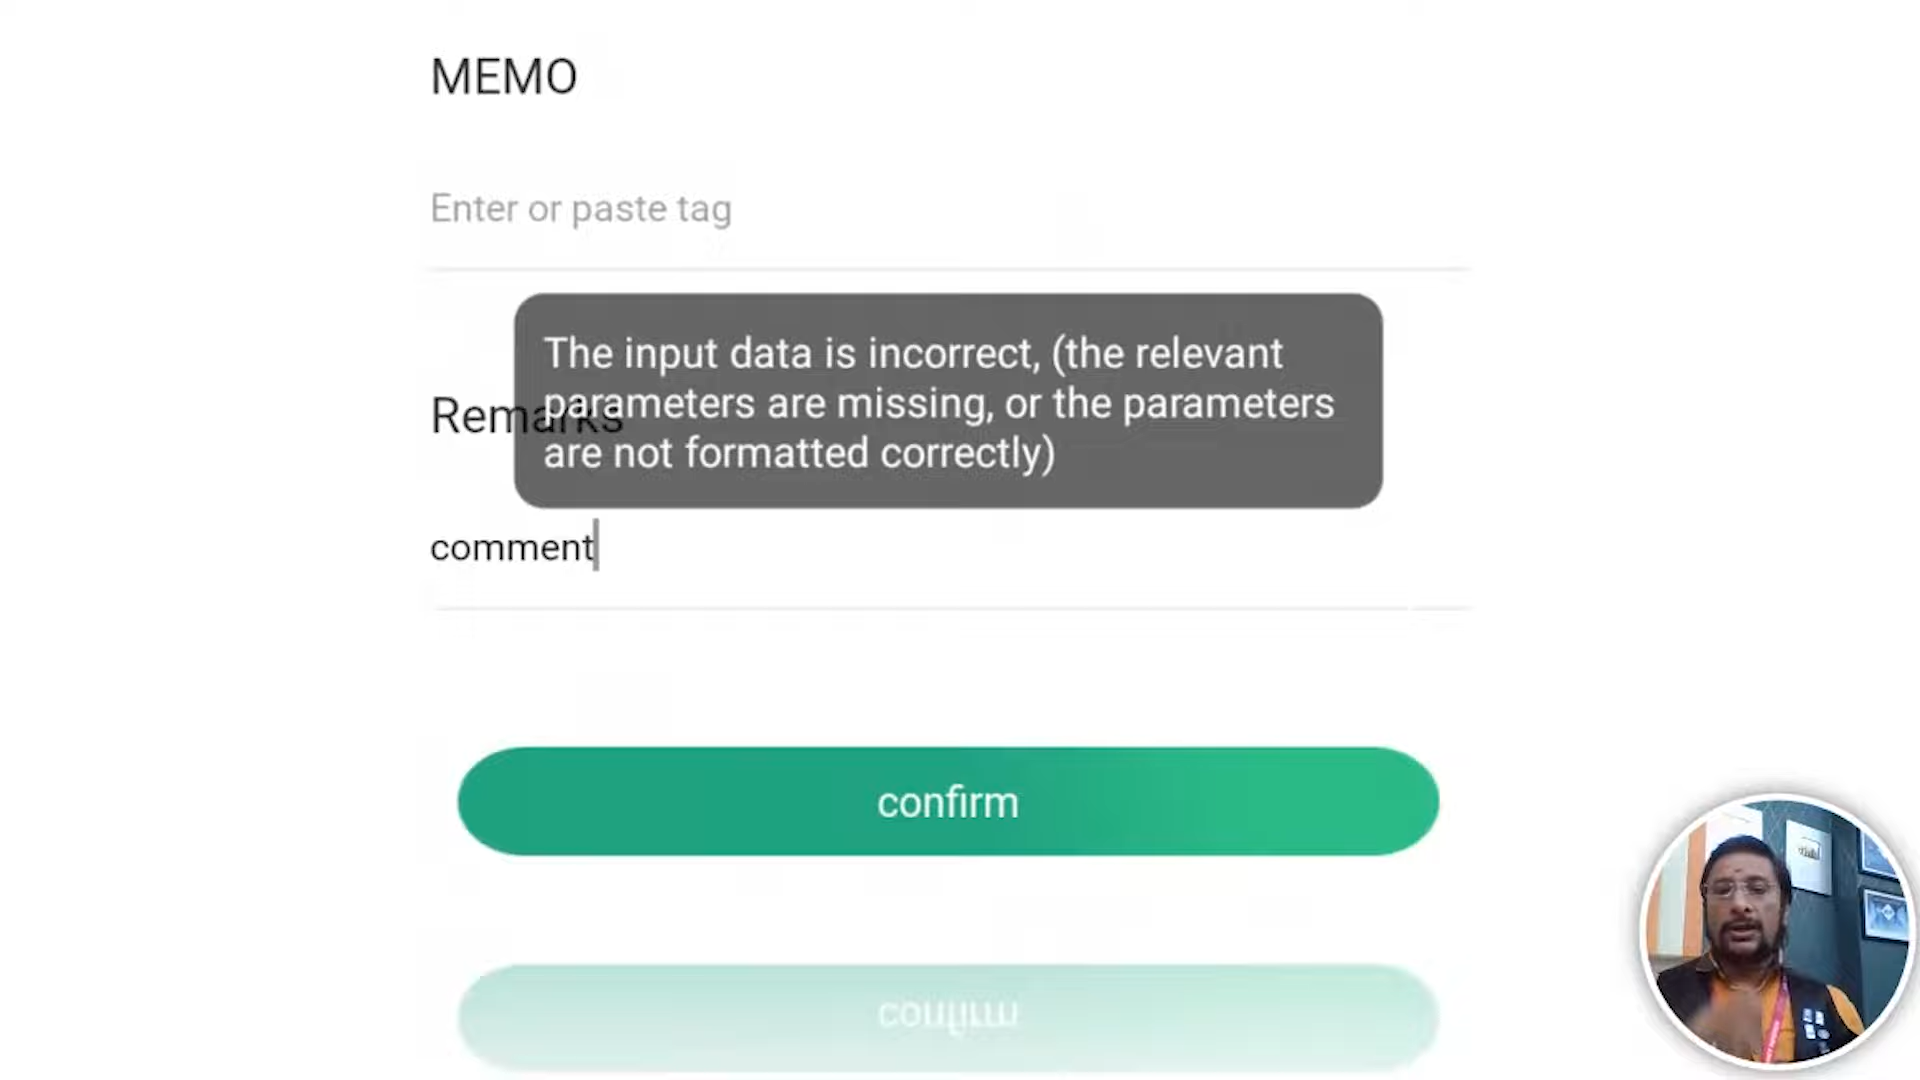 MEMO
Enter or paste tag
The input data is incorrect, (the relevant
parameters are missing, or the parameters
are not formatted correctly)
Remarks
comment
confirm
confirm